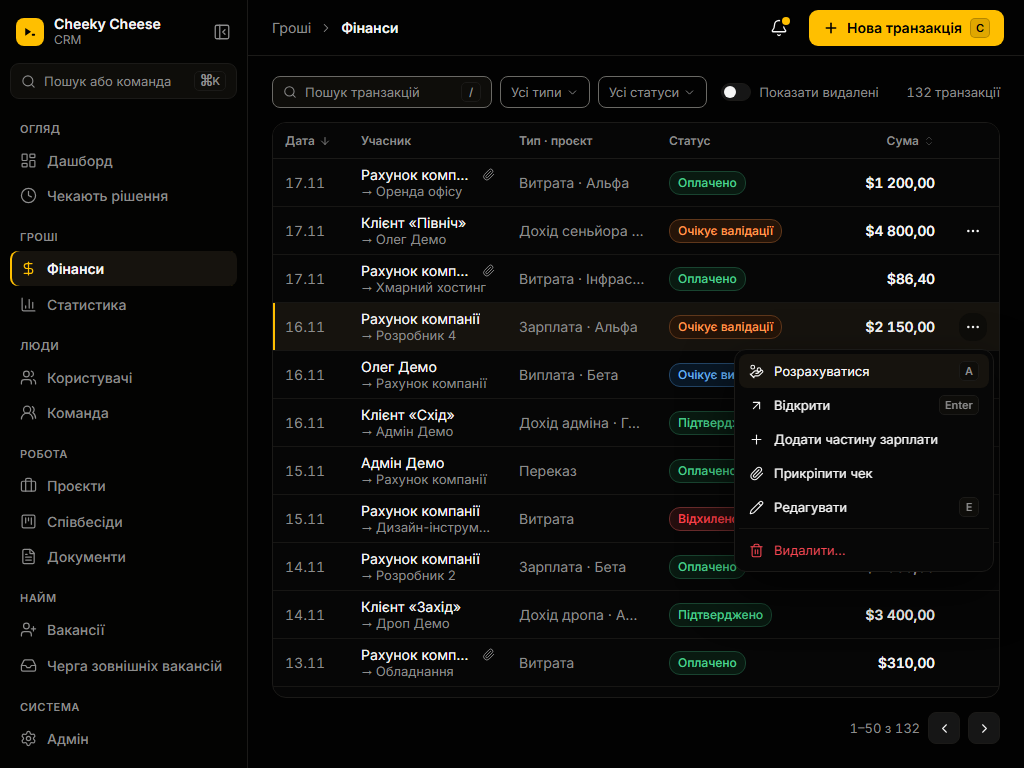 Cheeky Cheese
CRM
Пошук або команда ⌘K
ОГЛЯД
Дашборд
Чекають рішення
ГРОШІ
Фінанси
Статистика
ЛЮДИ
Користувачі
Команда
РОБОТА
Проєкти
Співбесіди
Документи
НАЙМ
Вакансії
Черга зовнішніх вакансій
СИСТЕМА
Адмін
Гроші > Фінанси
+ Нова транзакція C
Пошук транзакцій /
Усі типи
Усі статуси
Показати видалені
132 транзакції
Дата ↓ Учасник Тип · проєкт Статус Сума
17.11 Рахунок комп... Витрата · Альфа Оплачено $1 200,00
→ Оренда офісу
17.11 Клієнт «Північ» Дохід сеньйора ... Очікує валідації $4 800,00 ...
→ Олег Демо
17.11 Рахунок комп... Витрата · Інфрас... Оплачено $86,40
→ Хмарний хостинг
16.11 Рахунок компанії Зарплата · Альфа Очікує валідації $2 150,00 ...
→ Розробник 4
16.11 Олег Демо Виплата · Бета Очікує ви
→ Рахунок компанії
16.11 Клієнт «Схід» Дохід адміна · Г... Підтверд
→ Адмін Демо
15.11 Адмін Демо Переказ Оплачено
→ Рахунок компанії
15.11 Рахунок компанії Витрата Відхилено
→ Дизайн-інструм...
14.11 Рахунок компанії Зарплата · Бета Оплачено
→ Розробник 2
14.11 Клієнт «Захід» Дохід дропа · А... Підтверджено $3 400,00
→ Дроп Демо
13.11 Рахунок комп... Витрата Оплачено $310,00
→ Обладнання
Розрахуватися A
Відкрити Enter
Додати частину зарплати
Прикріпити чек
Редагувати E
Видалити...
1–50 з 132